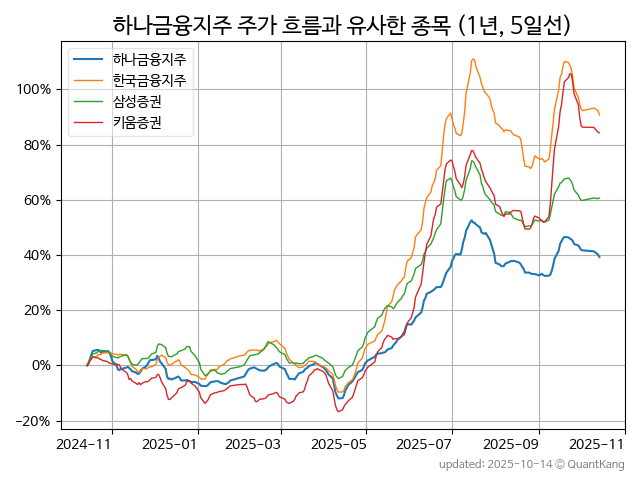 하나금융지주 주가 흐름과 유사한 종목 (1년, 5일선)
하나금융지주
한국금융지주
삼성증권
키움증권
100%
80%
60%
40%
20%
0%
−20%
2024-11
2025-01
2025-03
2025-05
2025-07
2025-09
2025-11
updated: 2025-10-14 © QuantKang